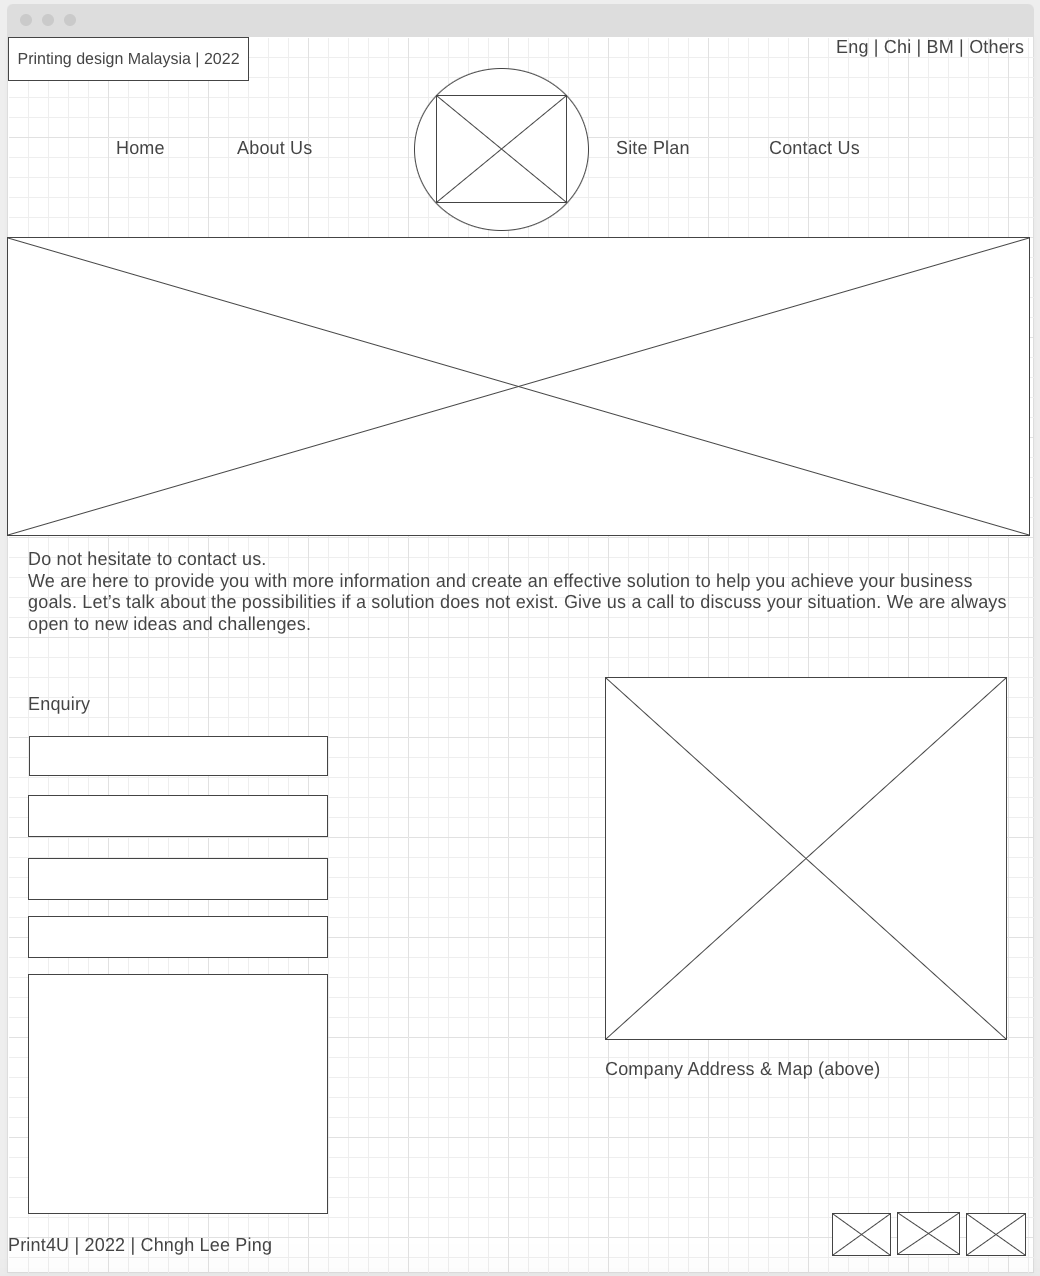 Printing design Malaysia | 2022
Eng | Chi | BM | Others
Home
About Us
Site Plan
Contact Us
Do not hesitate to contact us.
We are here to provide you with more information and create an effective solution to help you achieve your business
goals. Let’s talk about the possibilities if a solution does not exist. Give us a call to discuss your situation. We are always
open to new ideas and challenges.
Enquiry
Company Address & Map (above)
Print4U | 2022 | Chngh Lee Ping